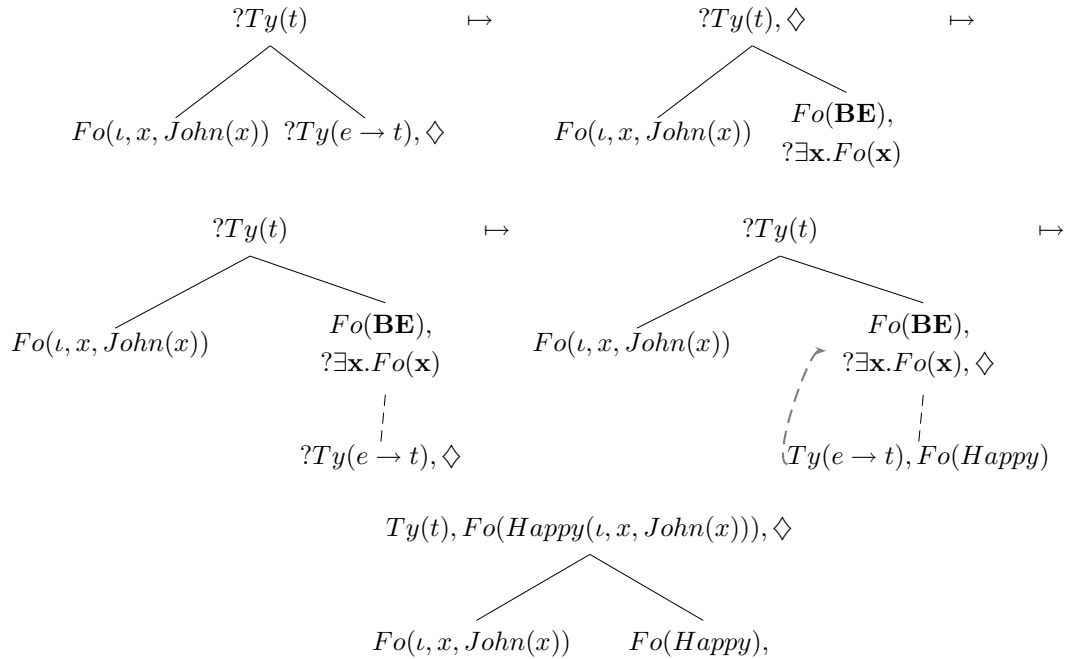 ?Ty(t) ↦ ?Ty(t), ♢ ↦
Fo(ι, x, John(x)) ?Ty(e → t), ♢ Fo(ι, x, John(x)) Fo(BE),
?∃x.Fo(x)
?Ty(t) ↦ ?Ty(t) ↦
Fo(ι, x, John(x)) Fo(BE), Fo(ι, x, John(x)) Fo(BE),
?∃x.Fo(x) ?∃x.Fo(x), ♢
?Ty(e → t), ♢ Ty(e → t), Fo(Happy)
Ty(t), Fo(Happy(ι, x, John(x))), ♢
Fo(ι, x, John(x)) Fo(Happy),